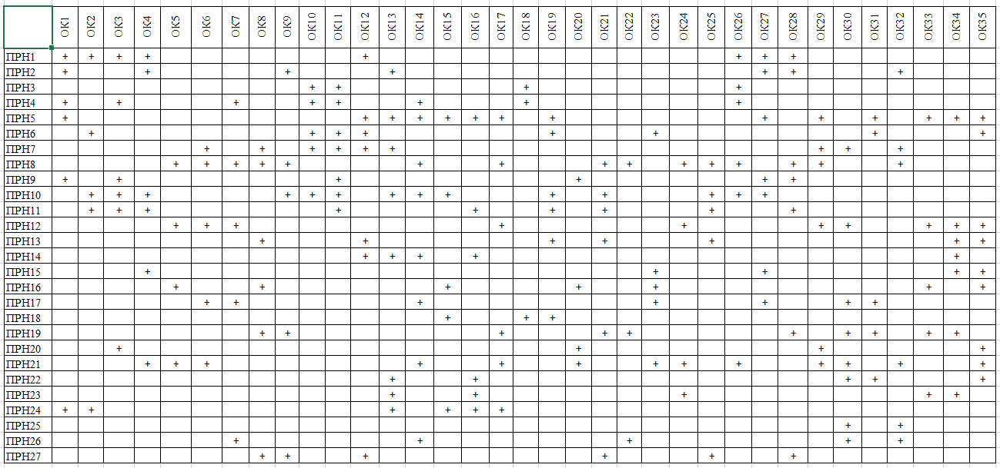 ОК1 ОК2 ОК3 ОК4 ОК5 ОК6 ОК7 ОК8 ОК9 ОК10 ОК11 ОК12 ОК13 ОК14 ОК15 ОК16 ОК17 ОК18 ОК19 ОК20 ОК21 ОК22 ОК23 ОК24 ОК25 ОК26 ОК27 ОК28 ОК29 ОК30 ОК31 ОК32 ОК33 ОК34 ОК35
ПРН1 + + + + + + + +
ПРН2 + + + + + + +
ПРН3 + + + +
ПРН4 + + + + + + + +
ПРН5 + + + + + + + + + + + + + +
ПРН6 + + + + + + + +
ПРН7 + + + + + + + + + +
ПРН8 + + + + + + + + + + + + + + +
ПРН9 + + + + + +
ПРН10 + + + + + + + + + + + + + +
ПРН11 + + + + + + + + +
ПРН12 + + + + + + + + + +
ПРН13 + + + + + + +
ПРН14 + + + + +
ПРН15 + + + + +
ПРН16 + + + + + + +
ПРН17 + + + + + + +
ПРН18 + + +
ПРН19 + + + + + + + + + +
ПРН20 + + + +
ПРН21 + + + + + + + + + + + + +
ПРН22 + + + + +
ПРН23 + + + + +
ПРН24 + + + + + +
ПРН25 + +
ПРН26 + + + + +
ПРН27 + + + + + +